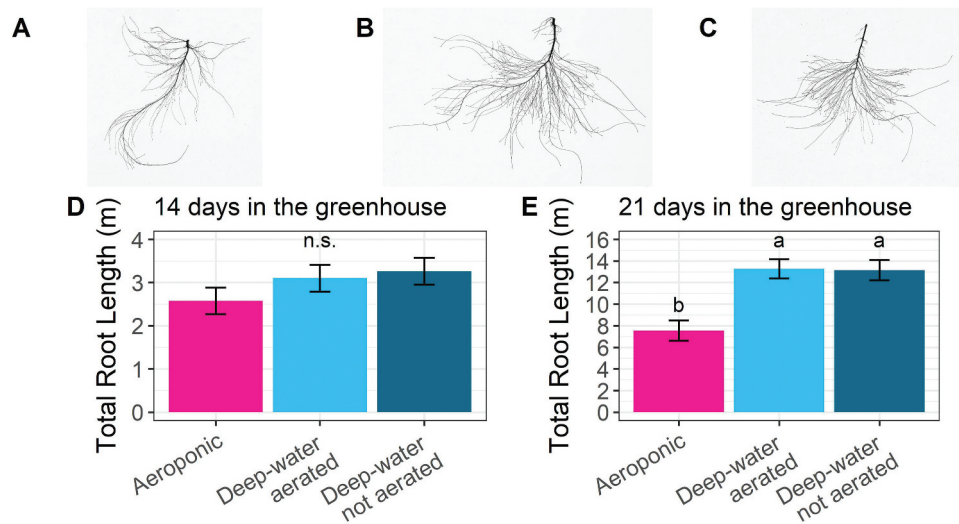 A
B
C
D 14 days in the greenhouse
Total Root Length (m)
4
3
2
1
0
n.s.
Aeroponic
Deep-water
aerated
Deep-water
not aerated
E 21 days in the greenhouse
Total Root Length (m)
16
14
12
10
8
6
4
2
0
b
a
a
Aeroponic
Deep-water
aerated
Deep-water
not aerated